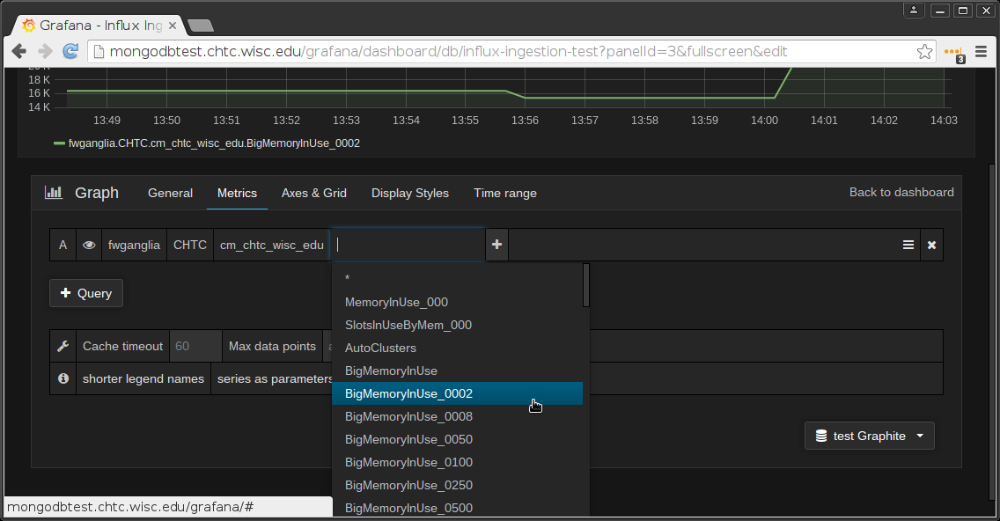 Grafana - Influx Ing
mongodbtest.chtc.wisc.edu/grafana/dashboard/db/influx-ingestion-test?panelId=3&fullscreen&edit
3
20 K
18 K
16 K
14 K
13:49 13:50 13:51 13:52 13:53 13:54 13:55 13:56 13:57 13:58 13:59 14:00 14:01 14:02 14:03
fwganglia.CHTC.cm_chtc_wisc_edu.BigMemoryInUse_0002
Graph General Metrics Axes & Grid Display Styles Time range Back to dashboard
A fwganglia CHTC cm_chtc_wisc_edu
*
Query
MemoryInUse_000
SlotsInUseByMem_000
Cache timeout 60 Max data points a
AutoClusters
BigMemoryInUse
shorter legend names series as parameters
BigMemoryInUse_0002
BigMemoryInUse_0008
BigMemoryInUse_0050
test Graphite
BigMemoryInUse_0100
BigMemoryInUse_0250
BigMemoryInUse_0500
mongodbtest.chtc.wisc.edu/grafana/#